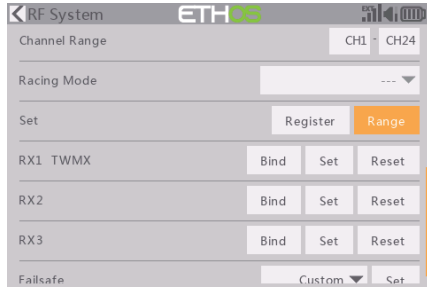 RF System ETHOS
Channel Range CH1 - CH24
Racing Mode ---
Set Register Range
RX1 TWMX Bind Set Reset
RX2 Bind Set Reset
RX3 Bind Set Reset
Failsafe Custom Set